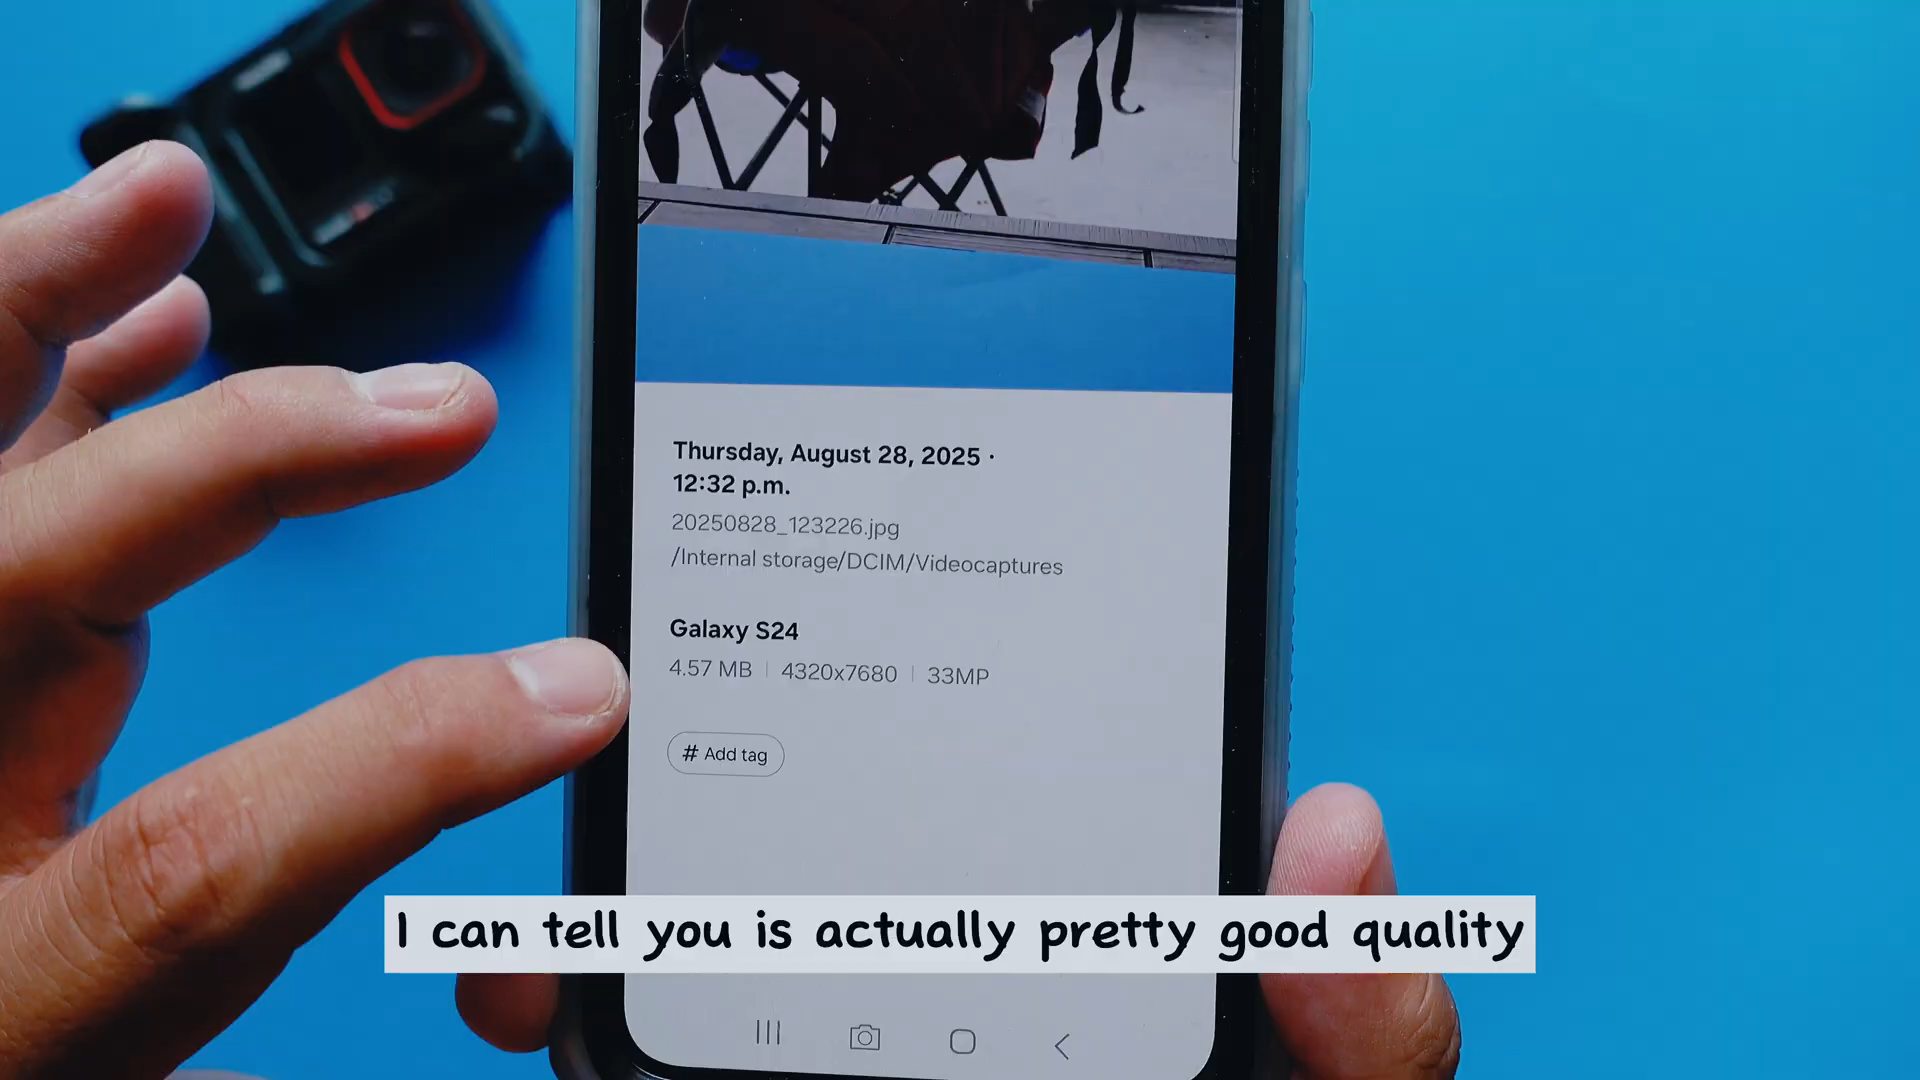 Thursday, August 28, 2025 ·
12:32 p.m.
20250828_123226.jpg
/Internal storage/DCIM/Videocaptures
Galaxy S24
4.57 MB | 4320x7680 | 33MP
# Add tag
I can tell you is actually pretty good quality